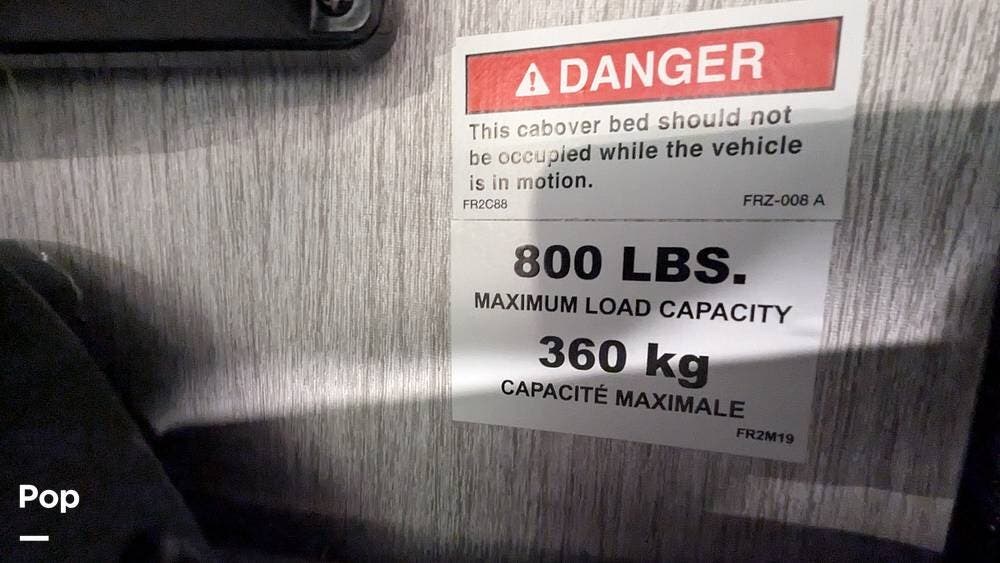 DANGER
This cabover bed should not
be occupied while the vehicle
is in motion.
FR2C88 FRZ-008 A
800 LBS.
MAXIMUM LOAD CAPACITY
360 kg
CAPACITÉ MAXIMALE
FR2M19
Pop